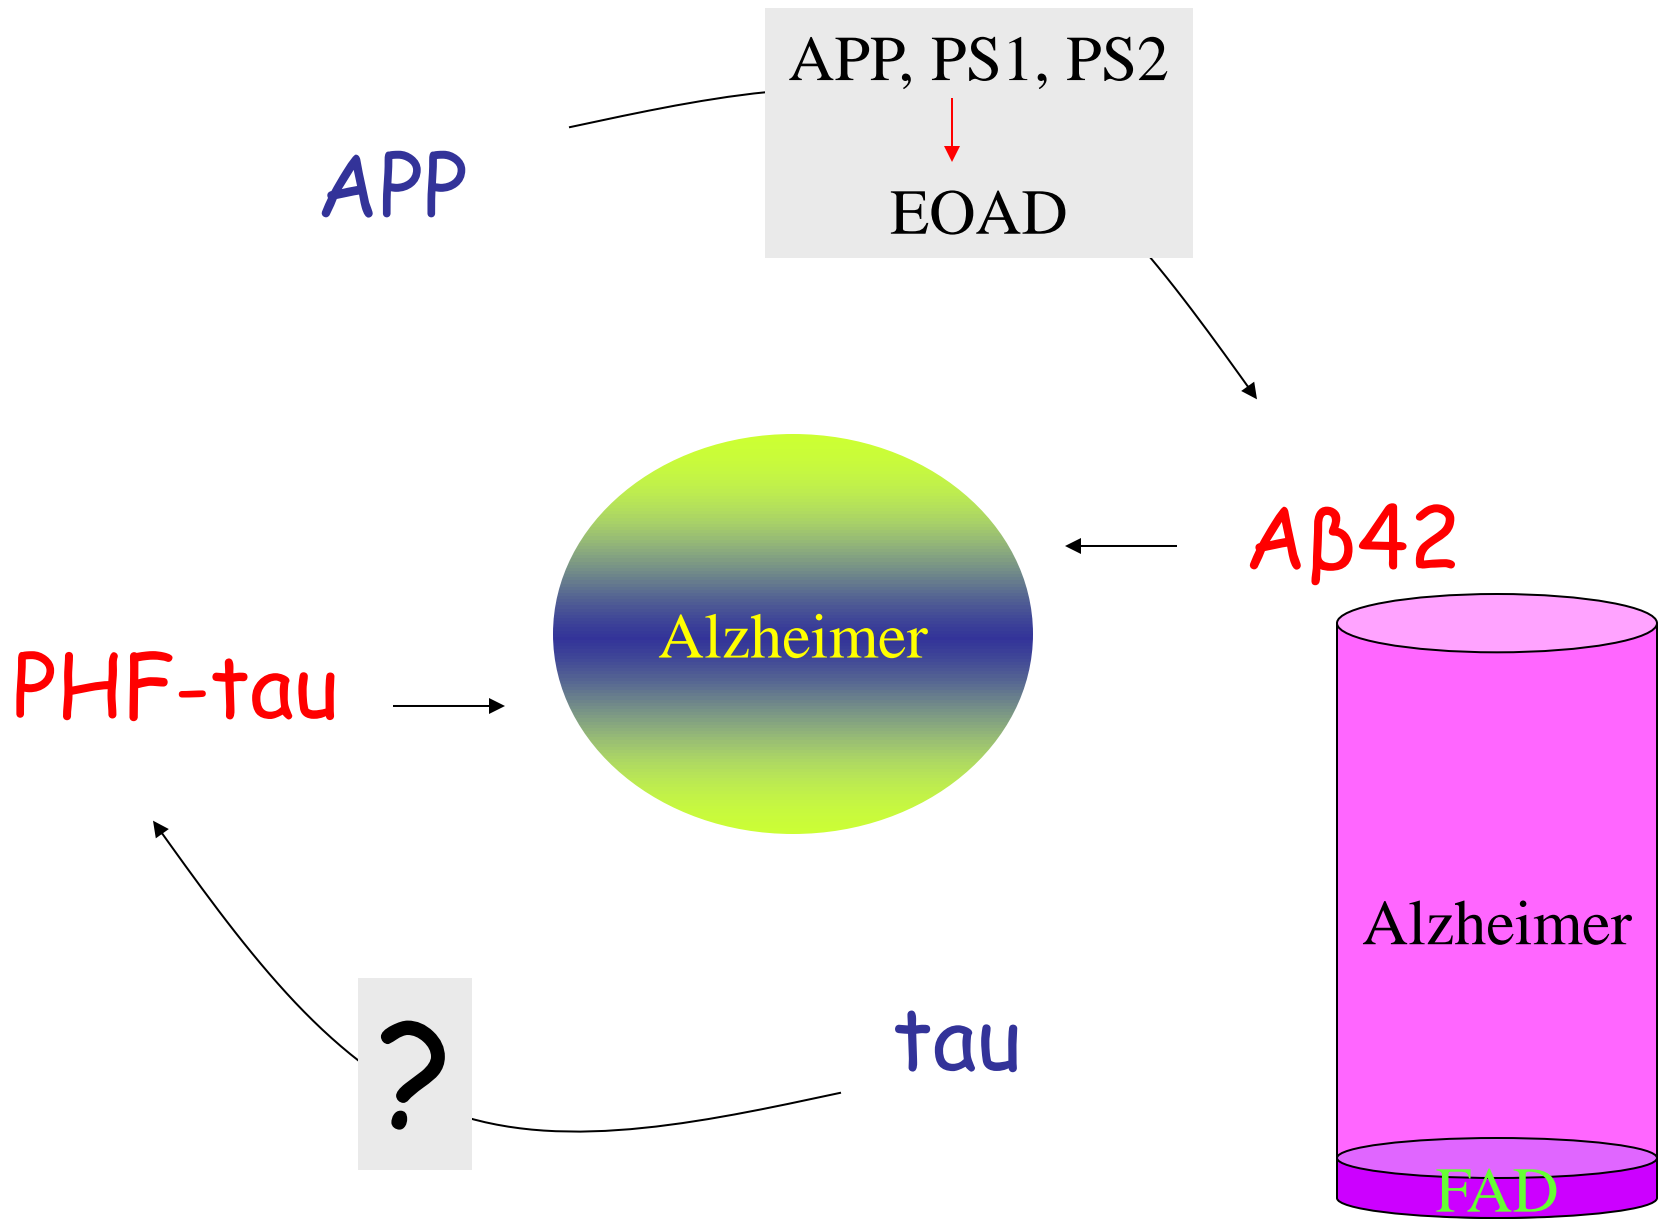 APP, PS1, PS2
EOAD
APP
Aβ42
Alzheimer
PHF-tau
Alzheimer
tau
?
FAD